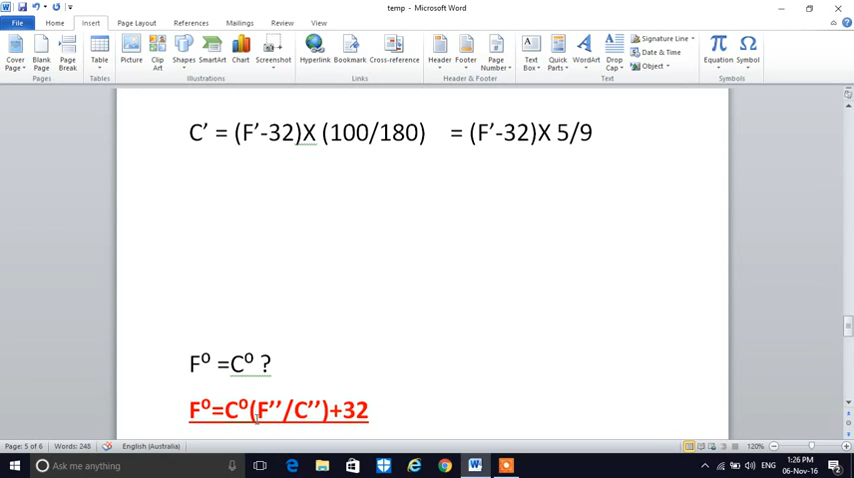 temp - Microsoft Word
File Home Insert Page Layout References Mailings Review View
Cover Page Blank Page Page Break Table Picture Clip Art Shapes SmartArt Chart Screenshot Hyperlink Bookmark Cross-reference Header Footer Page Number Text Box Quick Parts WordArt Drop Cap Signature Line Date & Time Object Equation Symbol
Pages Tables Illustrations Links Header & Footer Text Symbols
C’ = (F’-32)X (100/180) = (F’-32)X 5/9
F⁰ =C⁰ ?
F⁰=C⁰(F’’/C’’)+32
Page: 5 of 6 Words: 248 English (Australia) 120%
Ask me anything ENG 1:26 PM
06-Nov-16